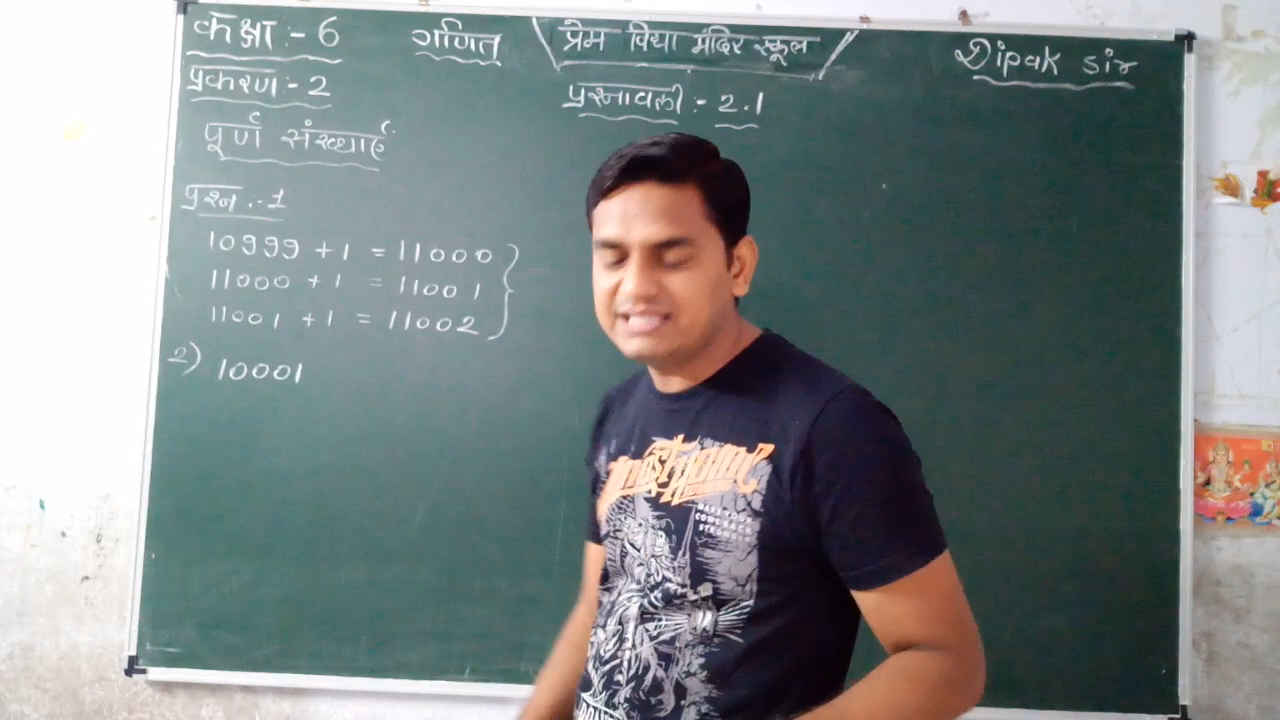 कक्षा :- 6 गणित प्रेम विद्या मंदिर स्कूल Dipak sir
प्रकरण :- 2 प्रश्नावली :- 2.1
पूर्ण संख्याएं
प्रश्न :- 1
10999 + 1 = 11000
11000 + 1 = 11001
11001 + 1 = 11002
2) 10001